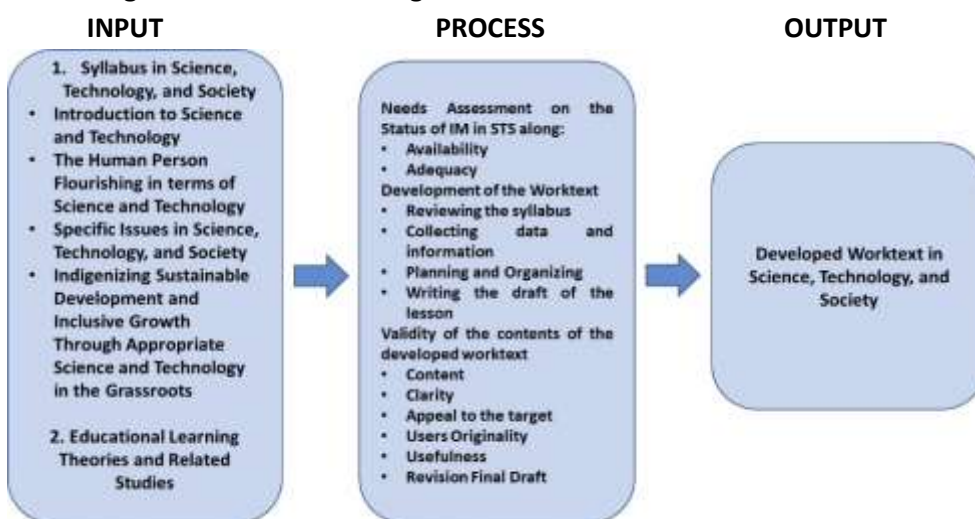 INPUT
PROCESS
OUTPUT
1. Syllabus in Science,
Technology, and Society
• Introduction to Science
and Technology
• The Human Person
Flourishing in terms of
Science and Technology
• Specific Issues in Science,
Technology, and Society
• Indigenizing Sustainable
Development and
Inclusive Growth
Through Appropriate
Science and Technology
in the Grassroots
2. Educational Learning
Theories and Related
Studies
Needs Assessment on the
Status of IM in STS along:
• Availability
• Adequacy
Development of the Worktext
• Reviewing the syllabus
• Collecting data and
information
• Planning and Organizing
• Writing the draft of the
lesson
Validity of the contents of the
developed worktext
• Content
• Clarity
• Appeal to the target
• Users Originality
• Usefulness
• Revision Final Draft
Developed Worktext in
Science, Technology, and
Society